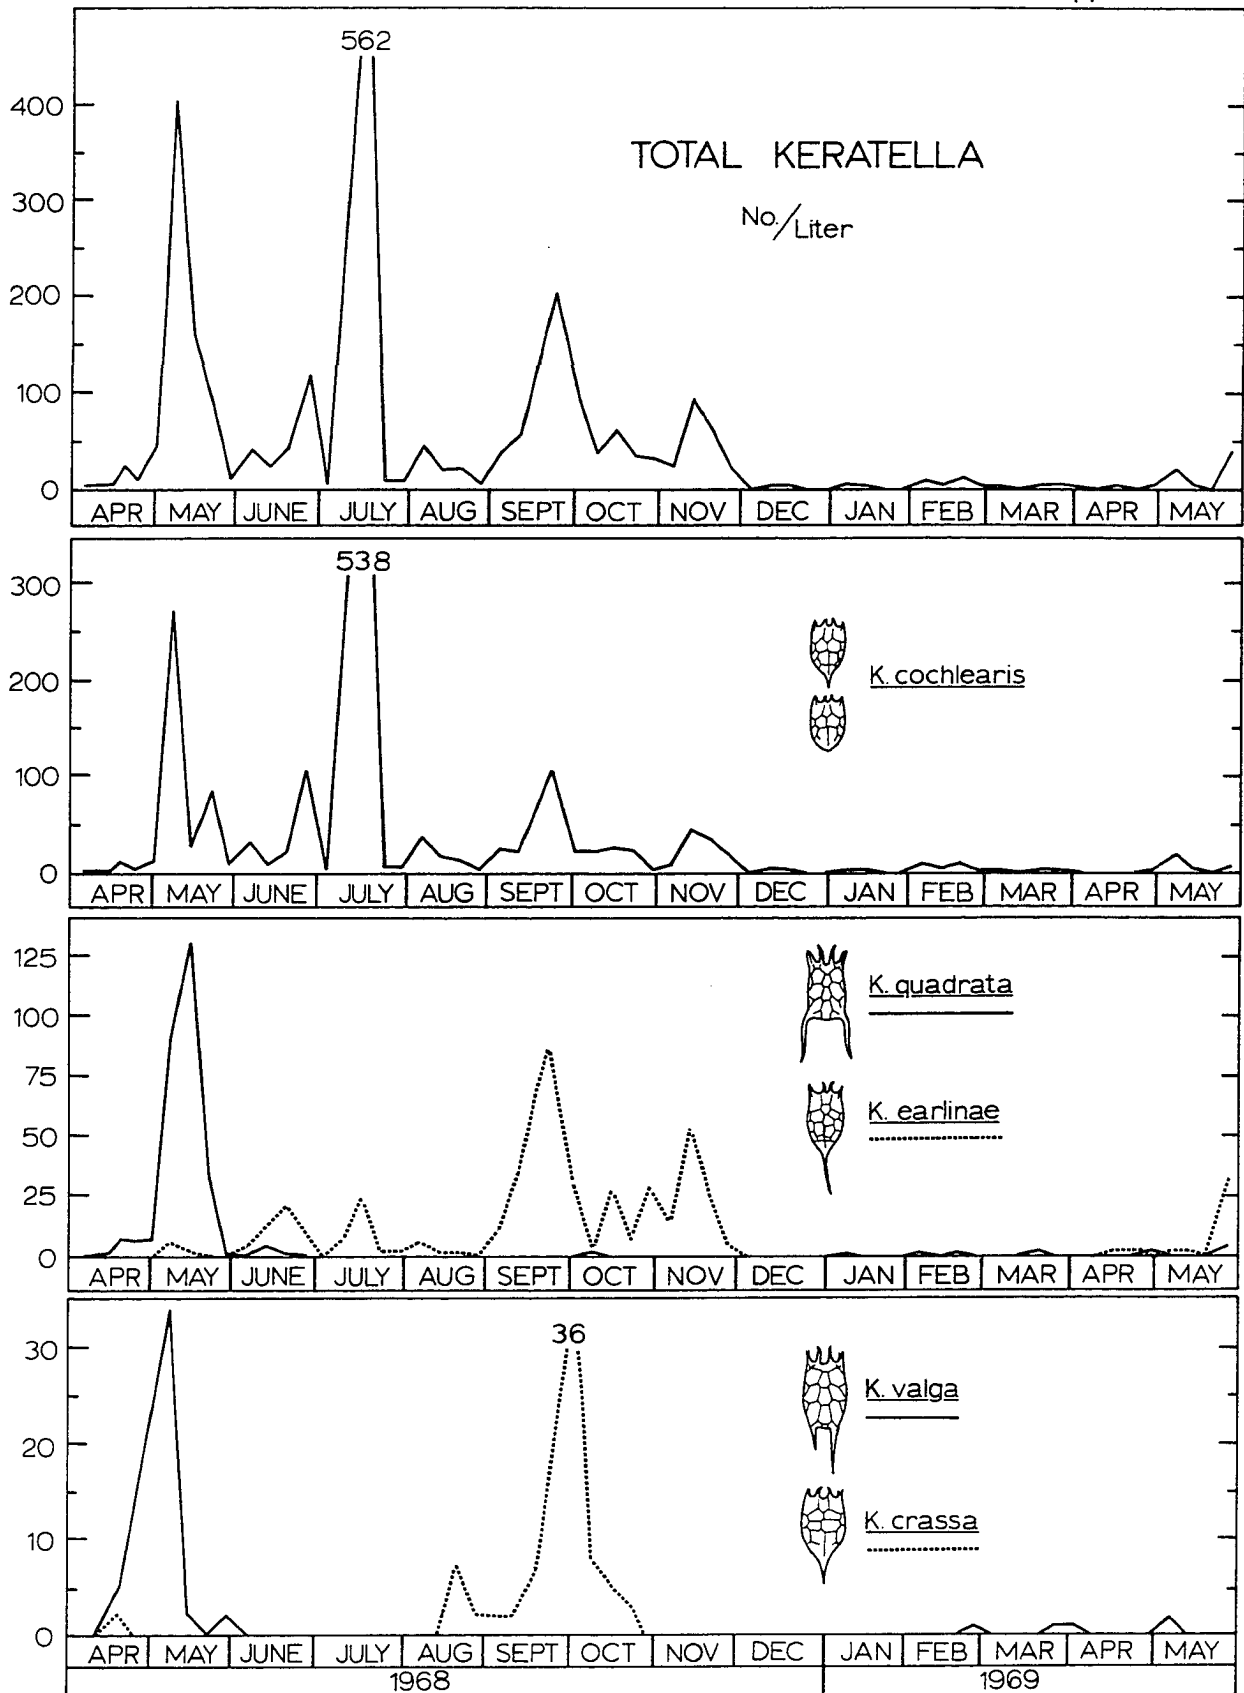 562
400
TOTAL KERATELLA
300
No./Liter
200
100
0
APR MAY JUNE JULY AUG SEPT OCT NOV DEC JAN FEB MAR APR MAY
538
300
K. cochlearis
200
100
0
APR MAY JUNE JULY AUG SEPT OCT NOV DEC JAN FEB MAR APR MAY
125
K. quadrata
100
75
K. earlinae
50
25
0
APR MAY JUNE JULY AUG SEPT OCT NOV DEC JAN FEB MAR APR MAY
36
30
K. valga
20
K. crassa
10
0
APR MAY JUNE JULY AUG SEPT OCT NOV DEC JAN FEB MAR APR MAY
1968 1969